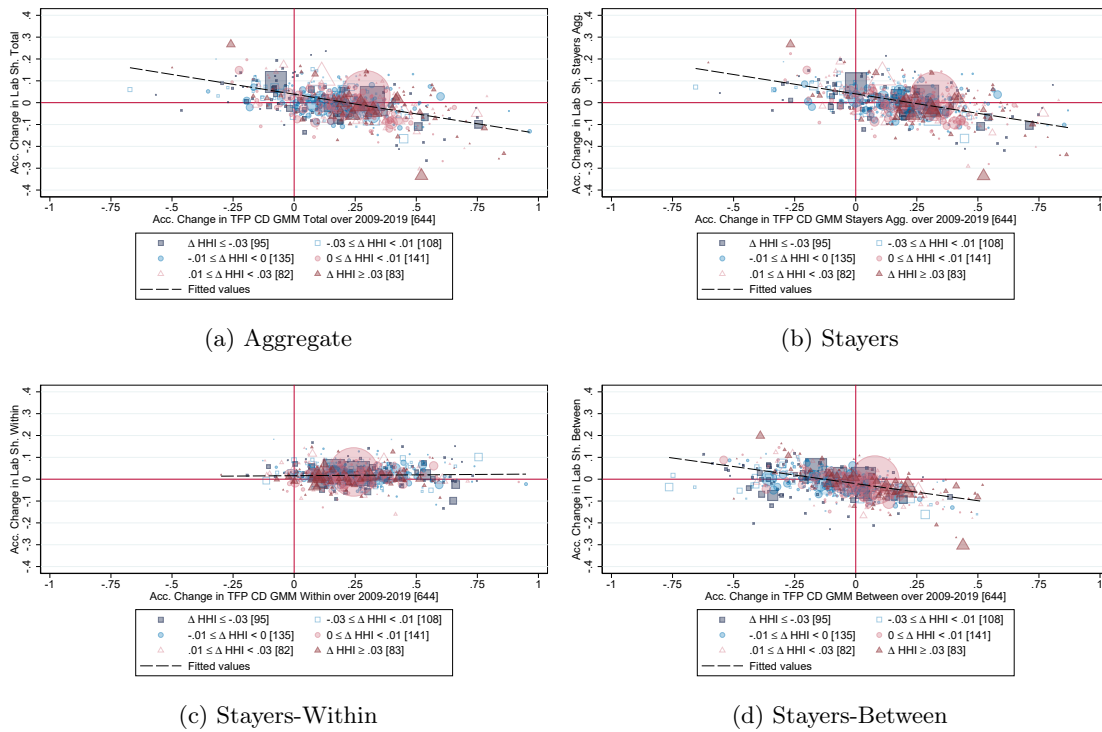 Acc. Change in Lab Sh. Total
.4
.3
.2
.1
0
-.1
-.2
-.3
-.4
-1 -.75 -.5 -.25 0 .25 .5 .75 1
Acc. Change in TFP CD GMM Total over 2009-2019 [644]
Δ HHI ≤ -.03 [95] -.03 ≤ Δ HHI < .01 [108]
-.01 ≤ Δ HHI < 0 [135] 0 ≤ Δ HHI < .01 [141]
.01 ≤ Δ HHI < .03 [82] Δ HHI ≥ .03 [83]
Fitted values
(a) Aggregate
Acc. Change in Lab Sh. Stayers Agg.
.4
.3
.2
.1
0
-.1
-.2
-.3
-.4
-1 -.75 -.5 -.25 0 .25 .5 .75 1
Acc. Change in TFP CD GMM Stayers Agg. over 2009-2019 [644]
Δ HHI ≤ -.03 [95] -.03 ≤ Δ HHI < .01 [108]
-.01 ≤ Δ HHI < 0 [135] 0 ≤ Δ HHI < .01 [141]
.01 ≤ Δ HHI < .03 [82] Δ HHI ≥ .03 [83]
Fitted values
(b) Stayers
Acc. Change in Lab Sh. Within
.4
.3
.2
.1
0
-.1
-.2
-.3
-.4
-1 -.75 -.5 -.25 0 .25 .5 .75 1
Acc. Change in TFP CD GMM Within over 2009-2019 [644]
Δ HHI ≤ -.03 [95] -.03 ≤ Δ HHI < .01 [108]
-.01 ≤ Δ HHI < 0 [135] 0 ≤ Δ HHI < .01 [141]
.01 ≤ Δ HHI < .03 [82] Δ HHI ≥ .03 [83]
Fitted values
(c) Stayers-Within
Acc. Change in Lab Sh. Between
.4
.3
.2
.1
0
-.1
-.2
-.3
-.4
-1 -.75 -.5 -.25 0 .25 .5 .75 1
Acc. Change in TFP CD GMM Between over 2009-2019 [644]
Δ HHI ≤ -.03 [95] -.03 ≤ Δ HHI < .01 [108]
-.01 ≤ Δ HHI < 0 [135] 0 ≤ Δ HHI < .01 [141]
.01 ≤ Δ HHI < .03 [82] Δ HHI ≥ .03 [83]
Fitted values
(d) Stayers-Between